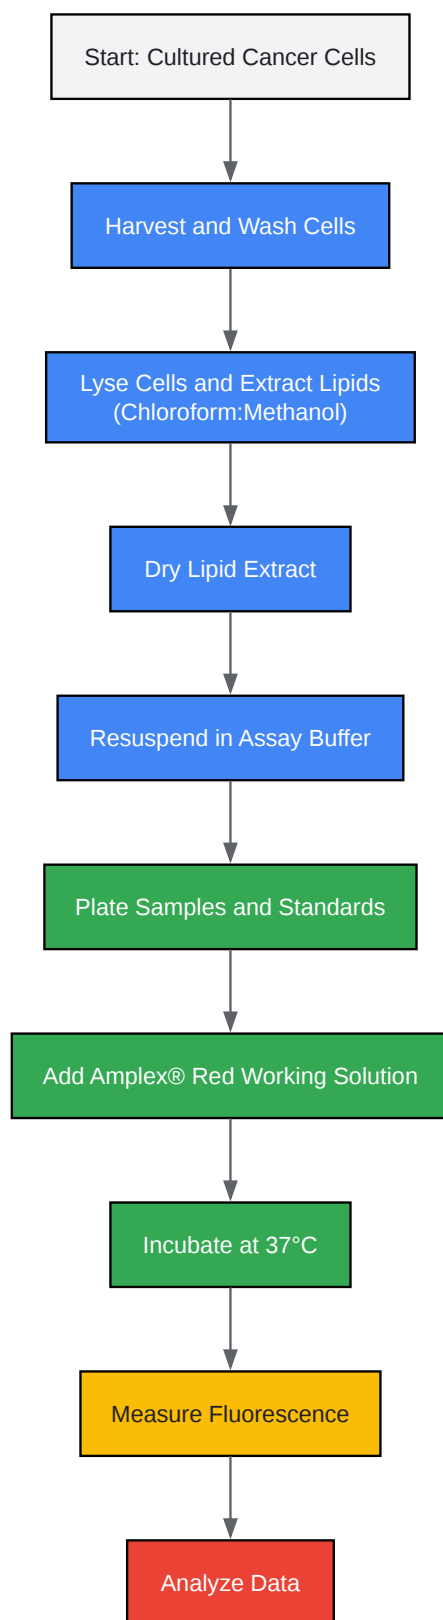 Start: Cultured Cancer Cells
Harvest and Wash Cells
Lyse Cells and Extract Lipids
(Chloroform:Methanol)
Dry Lipid Extract
Resuspend in Assay Buffer
Plate Samples and Standards
Add Amplex® Red Working Solution
Incubate at 37°C
Measure Fluorescence
Analyze Data